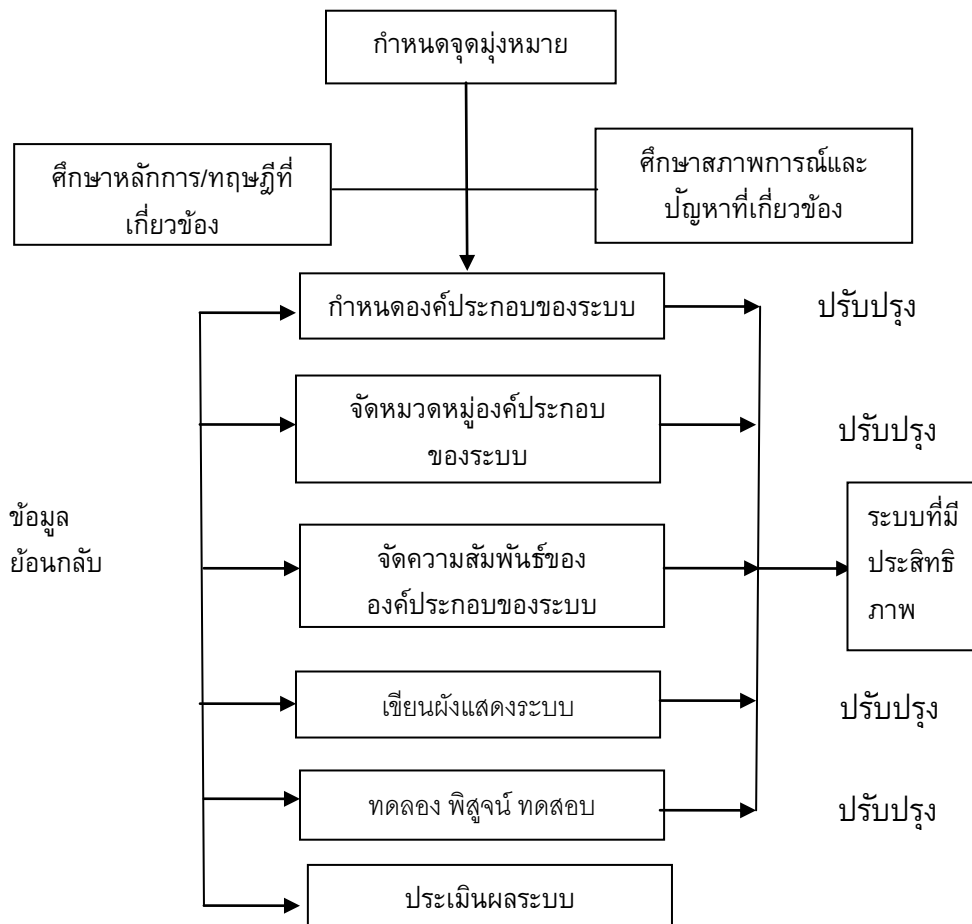 กำหนดจุดมุ่งหมาย
ศึกษาหลักการ/ทฤษฎีที่
เกี่ยวข้อง
ศึกษาสภาพการณ์และ
ปัญหาที่เกี่ยวข้อง
กำหนดองค์ประกอบของระบบ
ปรับปรุง
จัดหมวดหมู่องค์ประกอบ
ของระบบ
ปรับปรุง
ข้อมูล
ย้อนกลับ
จัดความสัมพันธ์ของ
องค์ประกอบของระบบ
ระบบที่มี
ประสิทธิ
ภาพ
เขียนผังแสดงระบบ
ปรับปรุง
ทดลอง พิสูจน์ ทดสอบ
ปรับปรุง
ประเมินผลระบบ